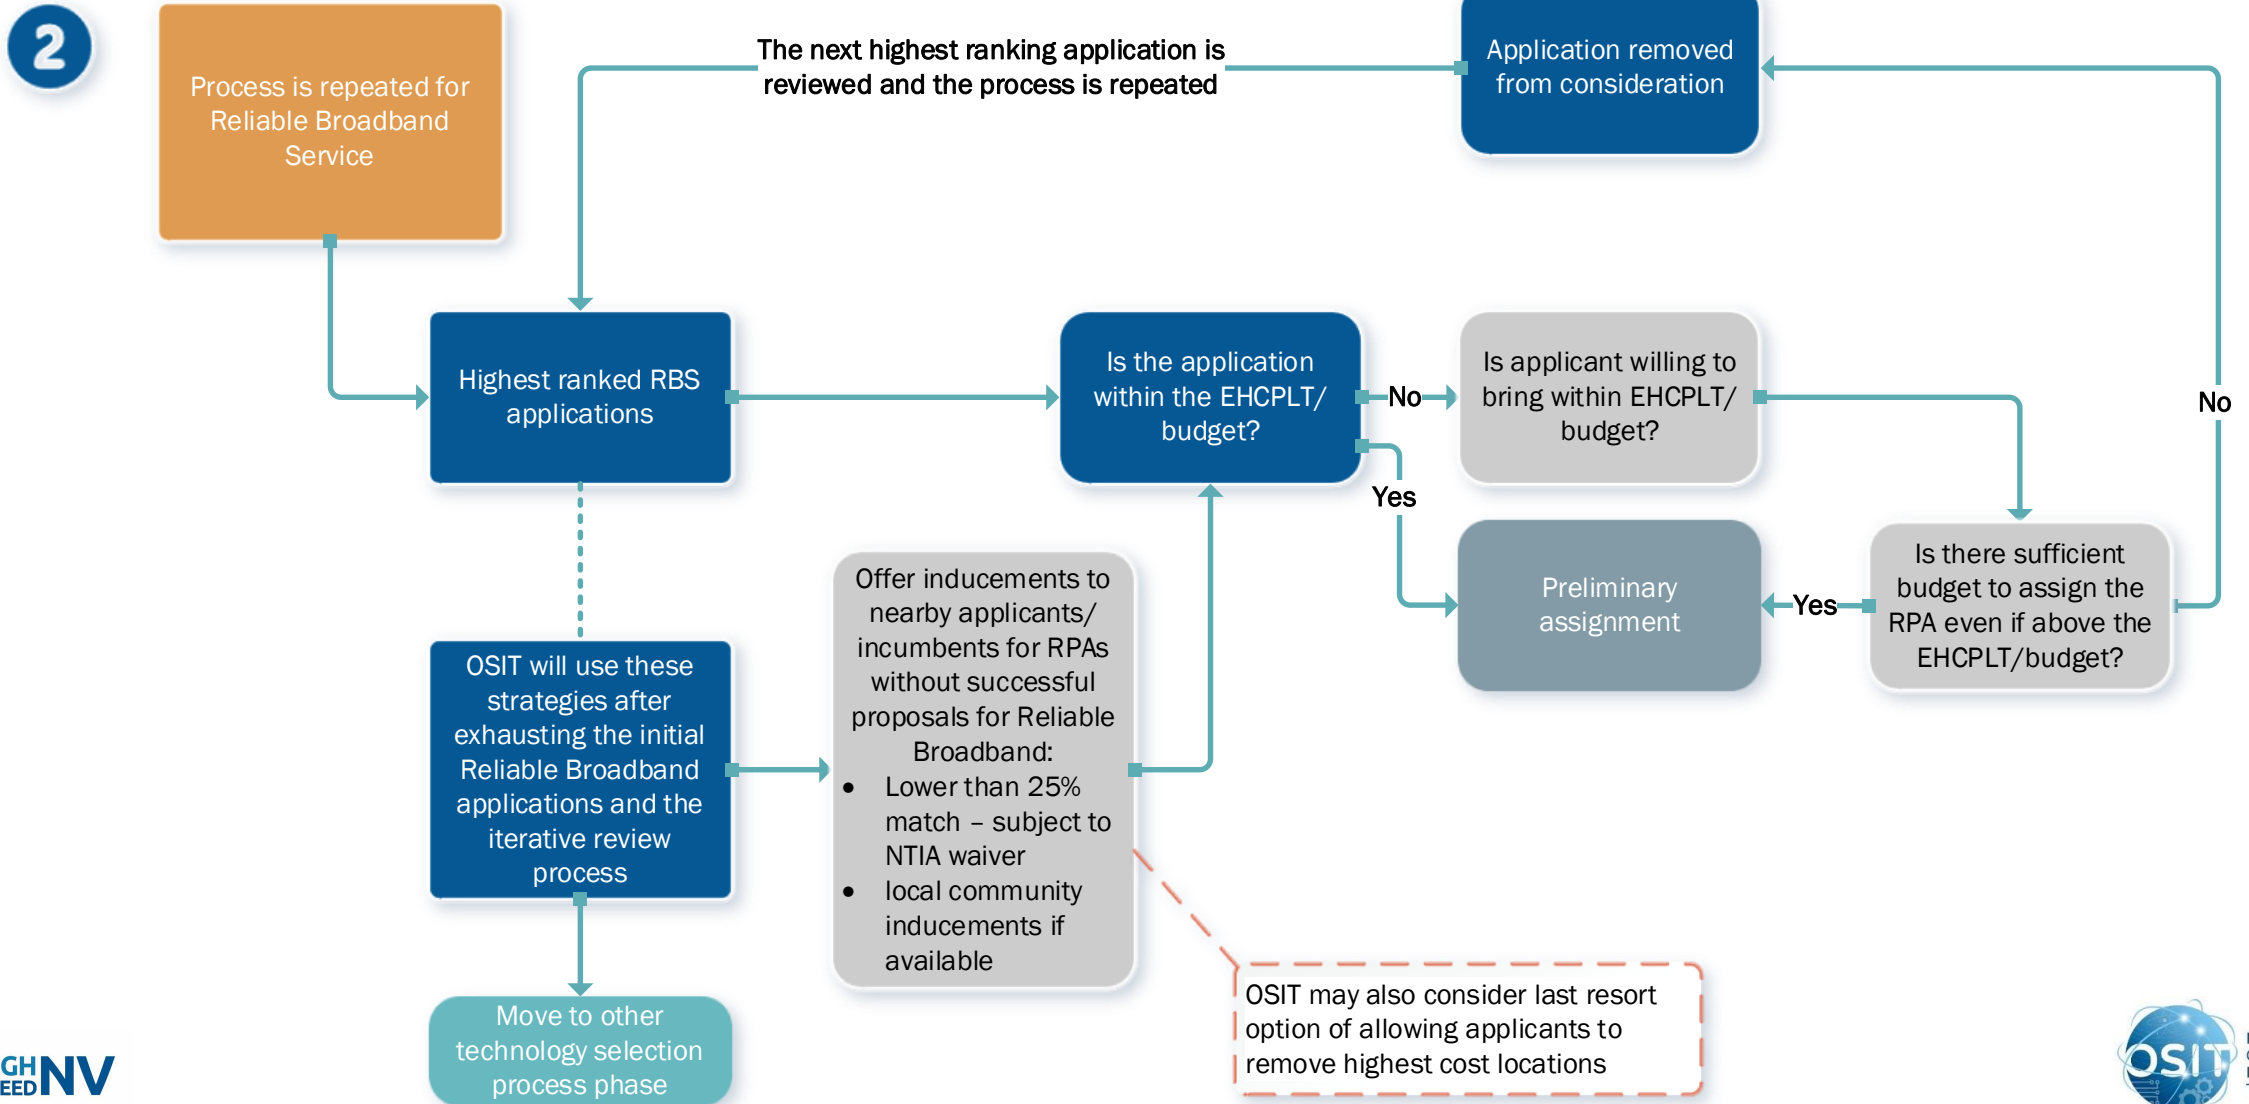 2
Process is repeated for
Reliable Broadband
Service
The next highest ranking application is
reviewed and the process is repeated
Application removed
from consideration
Highest ranked RBS
applications
Is the application
within the EHCPLT/
budget?
No
Yes
Is applicant willing to
bring within EHCPLT/
budget?
No
Preliminary
assignment
Yes
Is there sufficient
budget to assign the
RPA even if above the
EHCPLT/budget?
OSIT will use these
strategies after
exhausting the initial
Reliable Broadband
applications and the
iterative review
process
Offer inducements to
nearby applicants/
incumbents for RPAs
without successful
proposals for Reliable
Broadband:
• Lower than 25%
match – subject to
NTIA waiver
• local community
inducements if
available
OSIT may also consider last resort
option of allowing applicants to
remove highest cost locations
Move to other
technology selection
process phase
GH
EED NV
OSIT